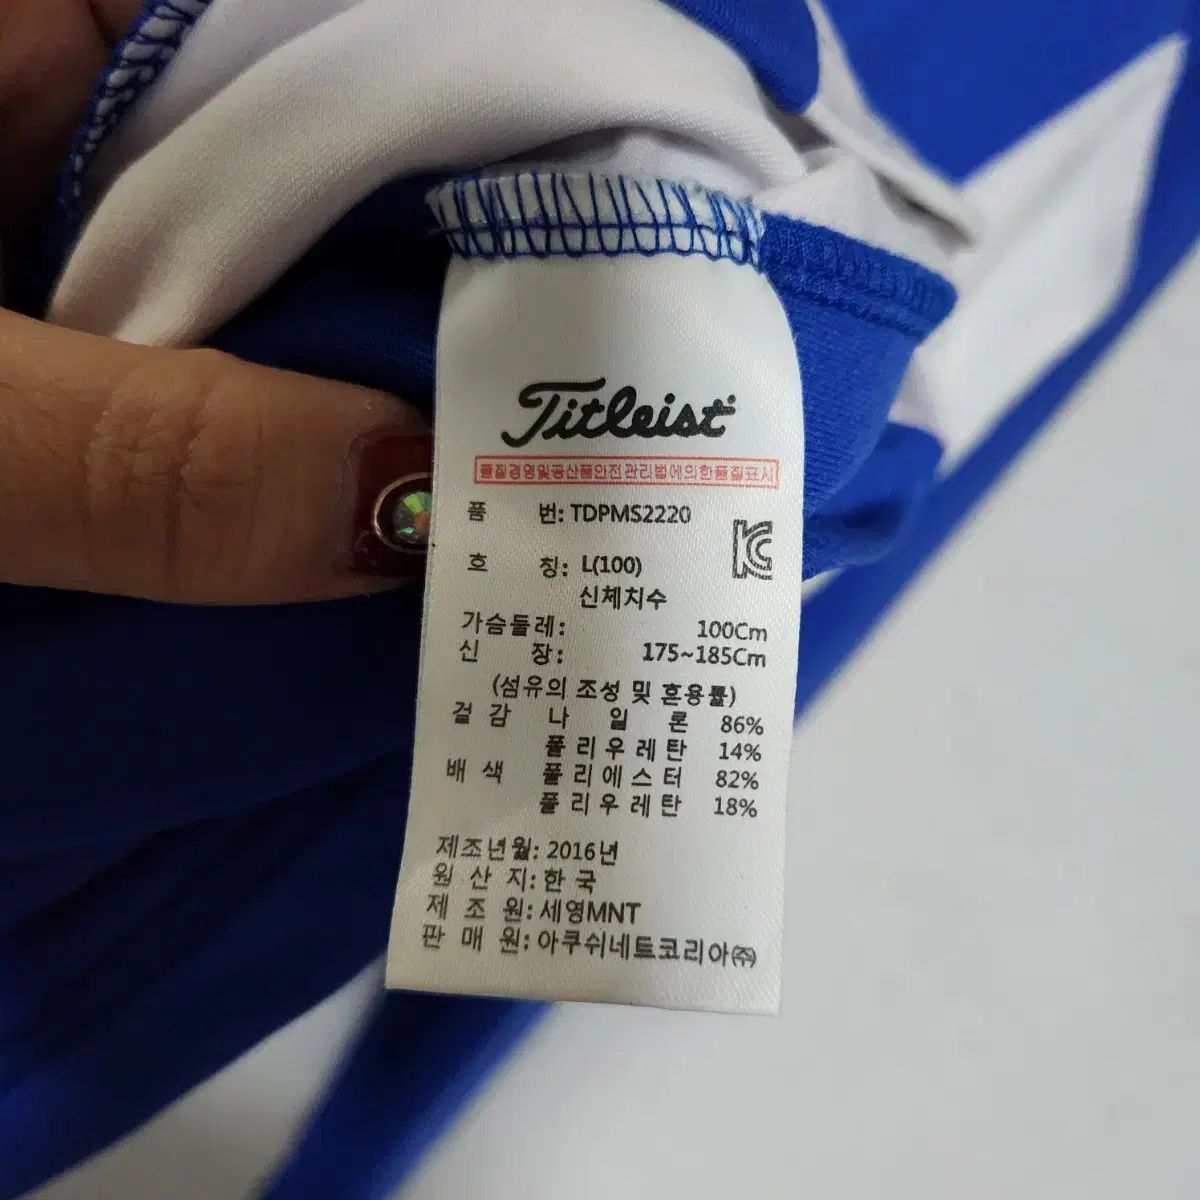 Titleist
품질경영및공산품안전관리법에의한품질표시
품 번: TDPMS2220
호 칭: L(100)
신체치수
가슴둘레: 100Cm
신 장: 175~185Cm
(섬유의 조성 및 혼용률)
겉 감 나 일 론 86%
폴 리 우 레 탄 14%
배 색 폴 리 에 스 터 82%
폴 리 우 레 탄 18%
제조년월: 2016년
원 산 지: 한 국
제 조 원: 세영MNT
판 매 원: 아쿠쉬네트코리아㈜